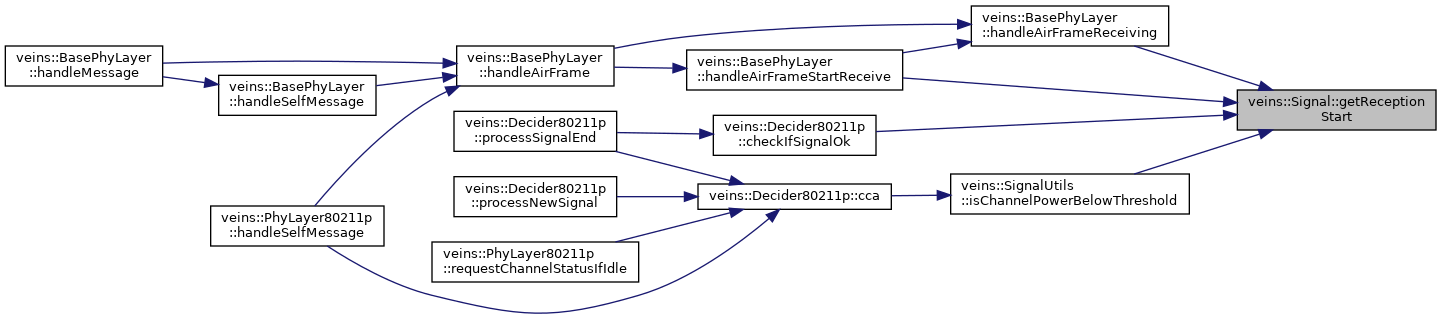 veins::BasePhyLayer
::handleMessage
veins::BasePhyLayer
::handleSelfMessage
veins::PhyLayer80211p
::handleSelfMessage
veins::BasePhyLayer
::handleAirFrame
veins::Decider80211p
::processSignalEnd
veins::Decider80211p
::processNewSignal
veins::PhyLayer80211p
::requestChannelStatusIfIdle
veins::BasePhyLayer
::handleAirFrameStartReceive
veins::Decider80211p
::checkIfSignalOk
veins::Decider80211p::cca
veins::BasePhyLayer
::handleAirFrameReceiving
veins::SignalUtils
::isChannelPowerBelowThreshold
veins::Signal::getReception
Start